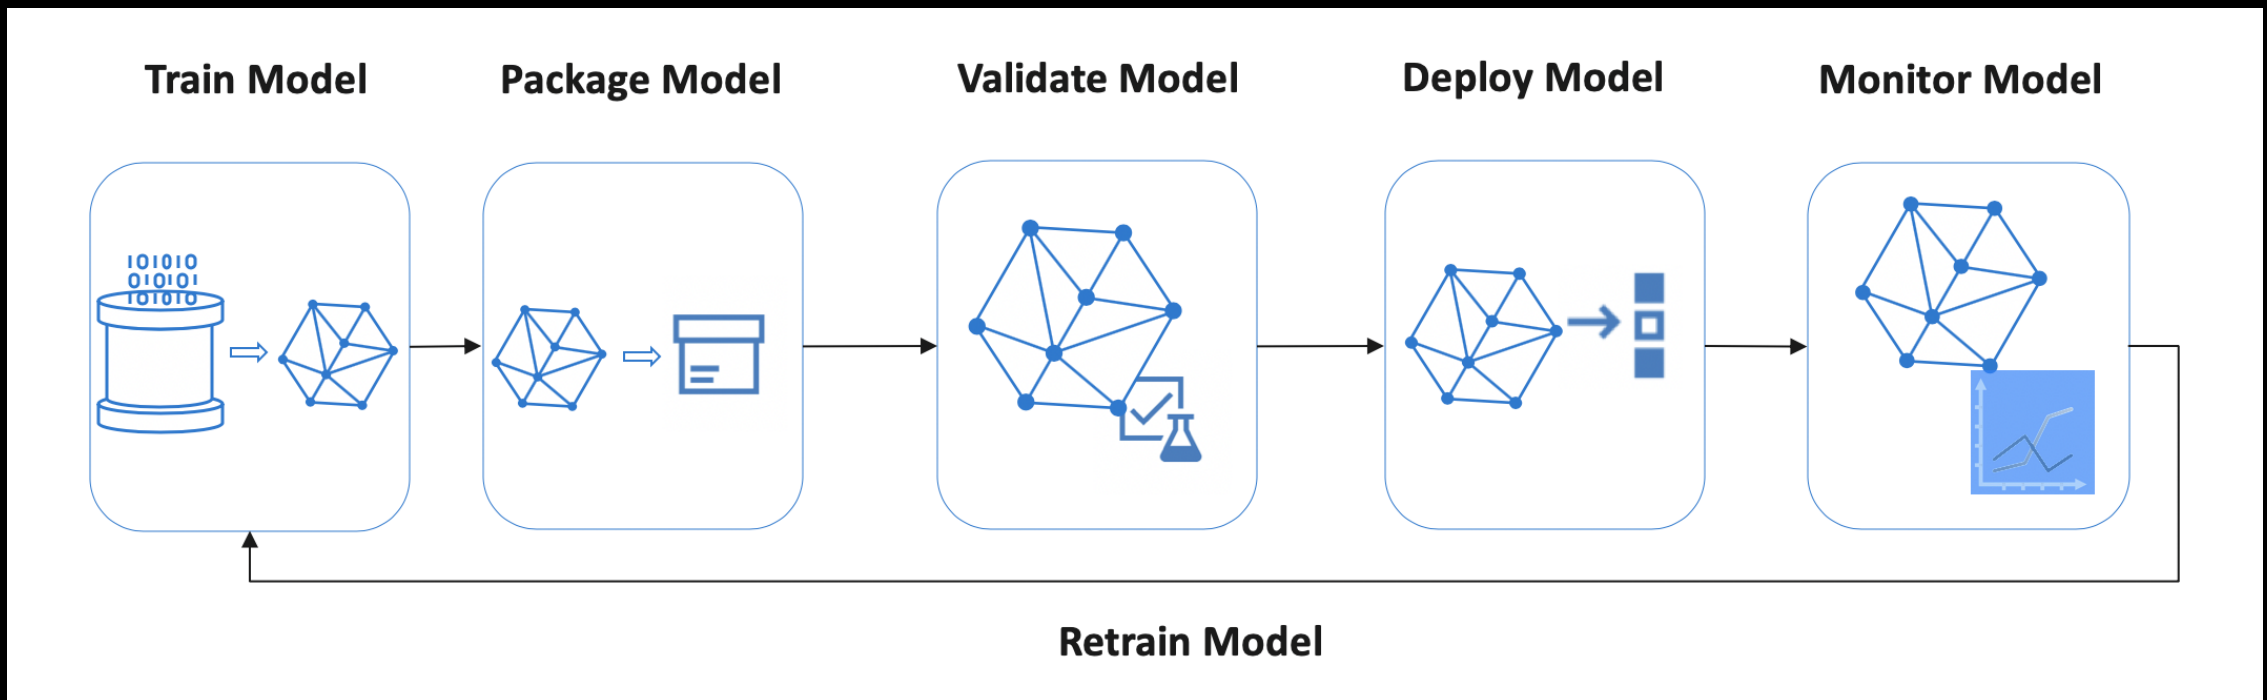 Train Model
Package Model
Validate Model
Deploy Model
Monitor Model
101010
010101
101010
Retrain Model